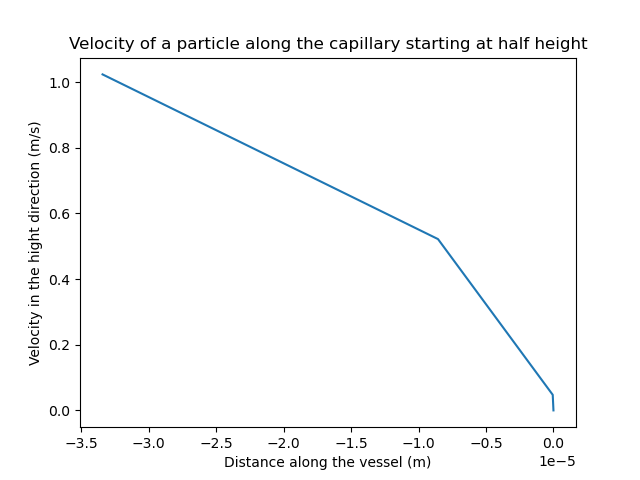 Velocity of a particle along the capillary starting at half height
Velocity in the hight direction (m/s)
1.0
0.8
0.6
0.4
0.2
0.0
−3.5 −3.0 −2.5 −2.0 −1.5 −1.0 −0.5 0.0
1e−5
Distance along the vessel (m)